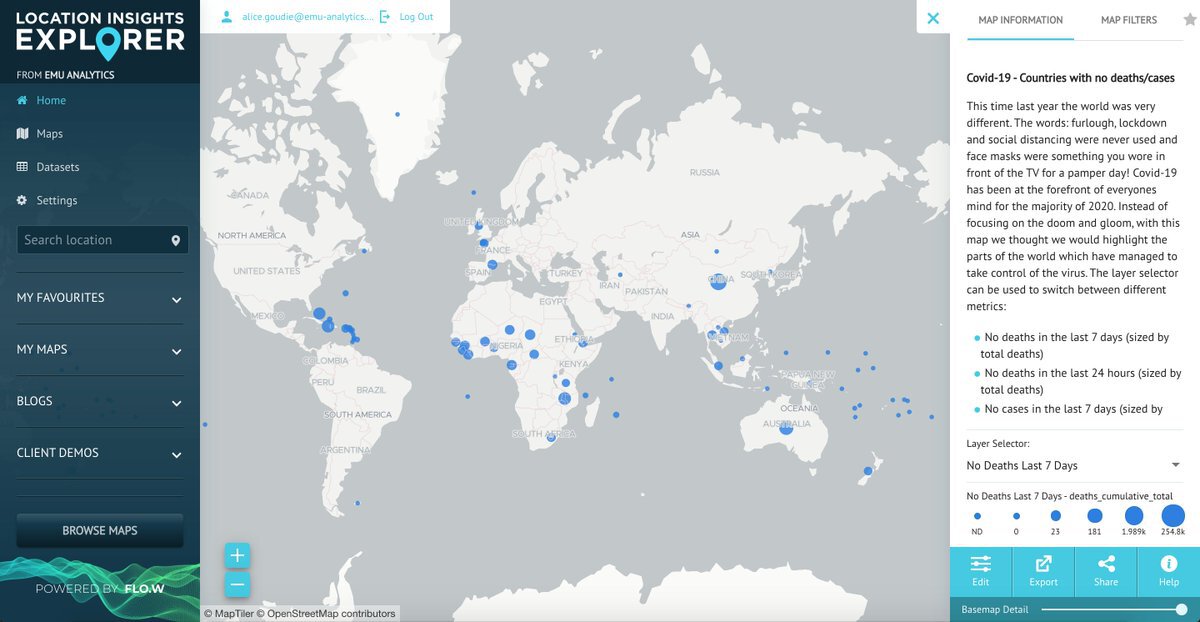 LOCATION INSIGHTS
EXPLORER
FROM EMU ANALYTICS
Home
Maps
Datasets
Settings
Search location
MY FAVOURITES
MY MAPS
BLOGS
CLIENT DEMOS
BROWSE MAPS
POWERED BY FLO.W
alice.goudie@emu-analytics.... Log Out
CANADA
NORTH AMERICA
UNITED STATES
MEXICO
COLOMBIA
PERU
BRAZIL
SOUTH AMERICA
ARGENTINA
RUSSIA
UNITED KINGDOM
FRANCE
SPAIN
TURKEY
ASIA
CHINA
SOUTH KOREA
IRAN
PAKISTAN
EGYPT
INDIA
NIGERIA
ETHIOPIA
KENYA
VIETNAM
PAPUA NEW
GUINEA
OCEANIA
AUSTRALIA
SOUTH AFRICA
© MapTiler © OpenStreetMap contributors
MAP INFORMATION
MAP FILTERS
Covid-19 - Countries with no deaths/cases
This time last year the world was very
different. The words: furlough, lockdown
and social distancing were never used and
face masks were something you wore in
front of the TV for a pamper day! Covid-19
has been at the forefront of everyones
mind for the majority of 2020. Instead of
focusing on the doom and gloom, with this
map we thought we would highlight the
parts of the world which have managed to
take control of the virus. The layer selector
can be used to switch between different
metrics:
No deaths in the last 7 days (sized by
total deaths)
No deaths in the last 24 hours (sized by
total deaths)
No cases in the last 7 days (sized by
Layer Selector:
No Deaths Last 7 Days
No Deaths Last 7 Days - deaths_cumulative_total
ND 0 23 181 1.989k 254.8k
Edit
Export
Share
Help
Basemap Detail